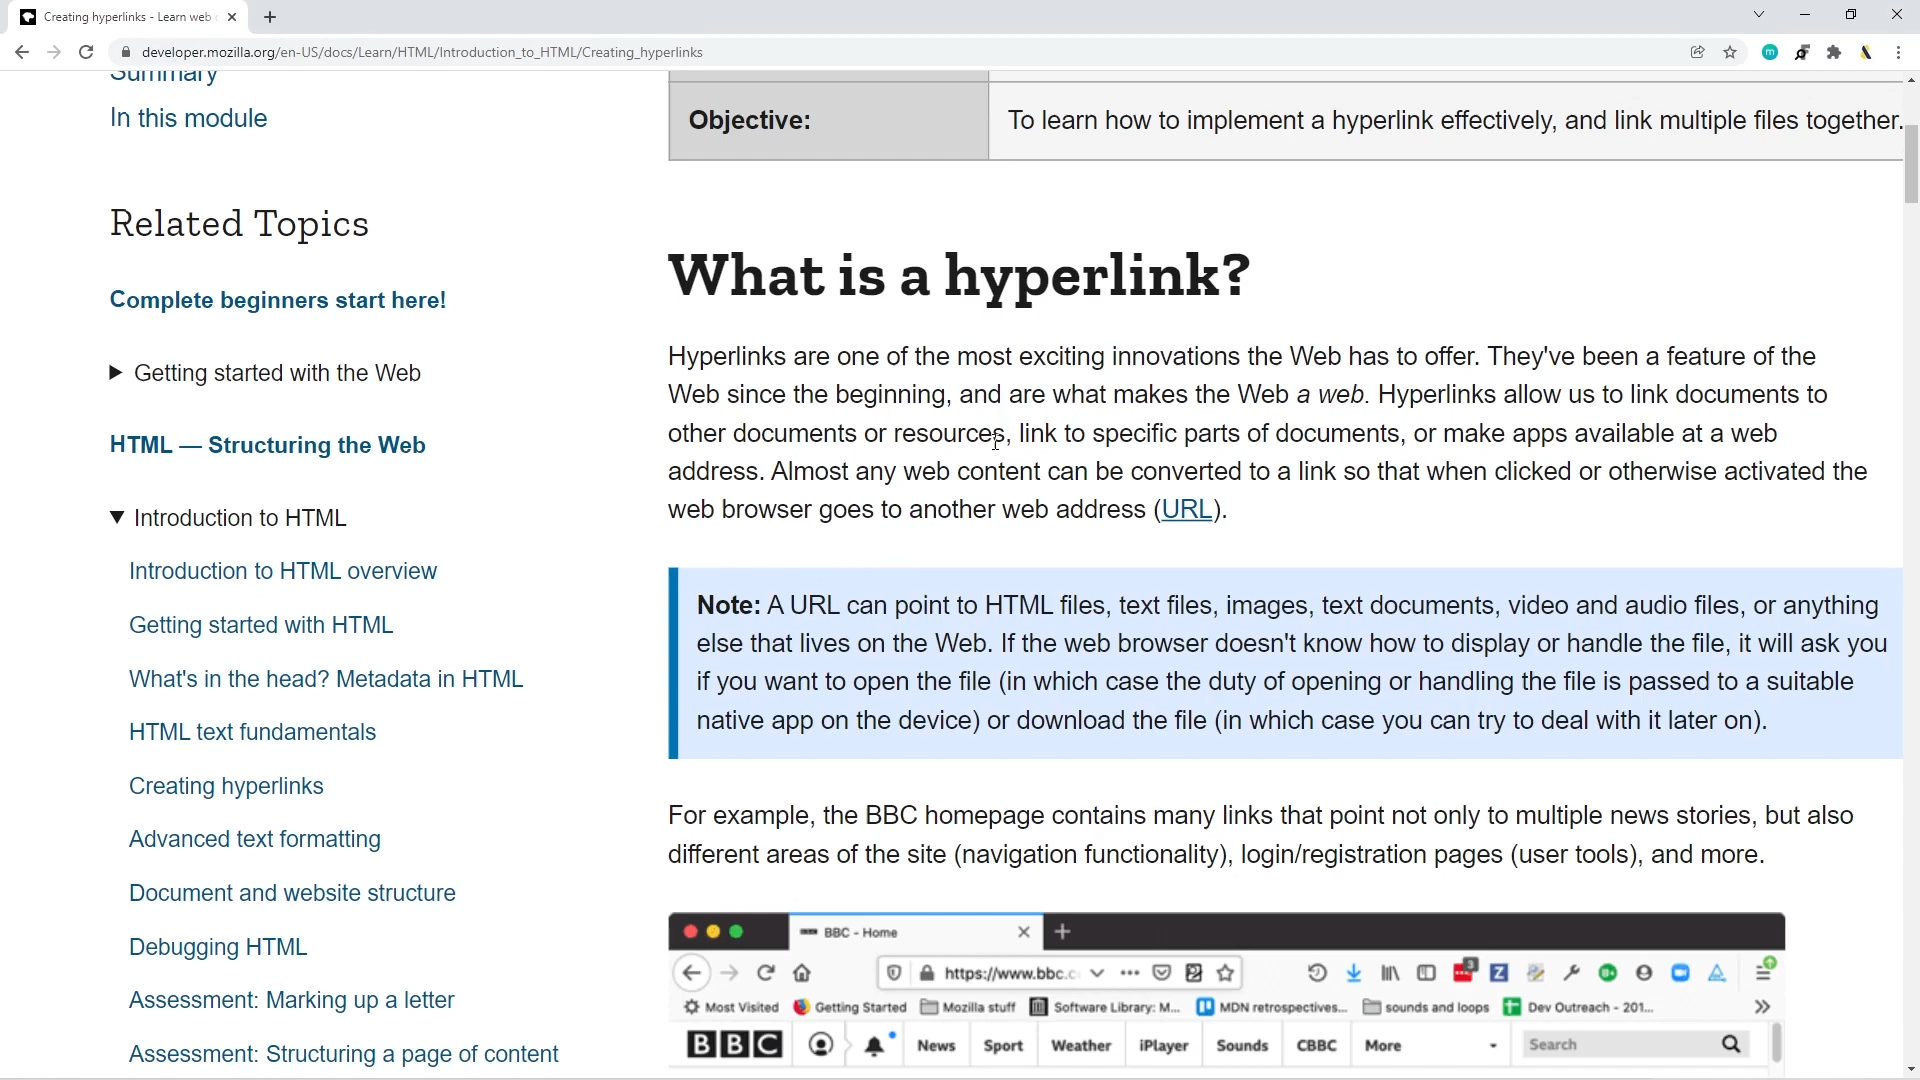 Creating hyperlinks - Learn web
developer.mozilla.org/en-US/docs/Learn/HTML/Introduction_to_HTML/Creating_hyperlinks
m
Summary
In this module
Related Topics
Complete beginners start here!
Getting started with the Web
HTML — Structuring the Web
Introduction to HTML
Introduction to HTML overview
Getting started with HTML
What's in the head? Metadata in HTML
HTML text fundamentals
Creating hyperlinks
Advanced text formatting
Document and website structure
Debugging HTML
Assessment: Marking up a letter
Assessment: Structuring a page of content
Objective: To learn how to implement a hyperlink effectively, and link multiple files together.
What is a hyperlink?
Hyperlinks are one of the most exciting innovations the Web has to offer. They've been a feature of the
Web since the beginning, and are what makes the Web a web. Hyperlinks allow us to link documents to
other documents or resources, link to specific parts of documents, or make apps available at a web
address. Almost any web content can be converted to a link so that when clicked or otherwise activated the
web browser goes to another web address (URL).
Note: A URL can point to HTML files, text files, images, text documents, video and audio files, or anything
else that lives on the Web. If the web browser doesn't know how to display or handle the file, it will ask you
if you want to open the file (in which case the duty of opening or handling the file is passed to a suitable
native app on the device) or download the file (in which case you can try to deal with it later on).
For example, the BBC homepage contains many links that point not only to multiple news stories, but also
different areas of the site (navigation functionality), login/registration pages (user tools), and more.
BBC - Home
https://www.bbc.c
3
Z
Most Visited Getting Started Mozilla stuff Software Library: M... MDN retrospectives... sounds and loops Dev Outreach - 201...
BBC News Sport Weather iPlayer Sounds CBBC More Search